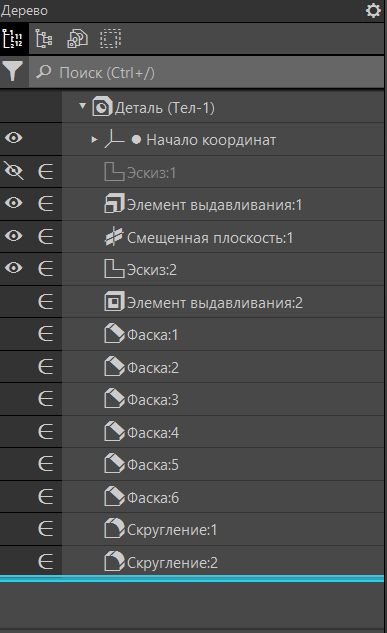 Дерево
Поиск (Ctrl+/)
Деталь (Тел-1)
Начало координат
Эскиз:1
Элемент выдавливания:1
Смещенная плоскость:1
Эскиз:2
Элемент выдавливания:2
Фаска:1
Фаска:2
Фаска:3
Фаска:4
Фаска:5
Фаска:6
Скругление:1
Скругление:2